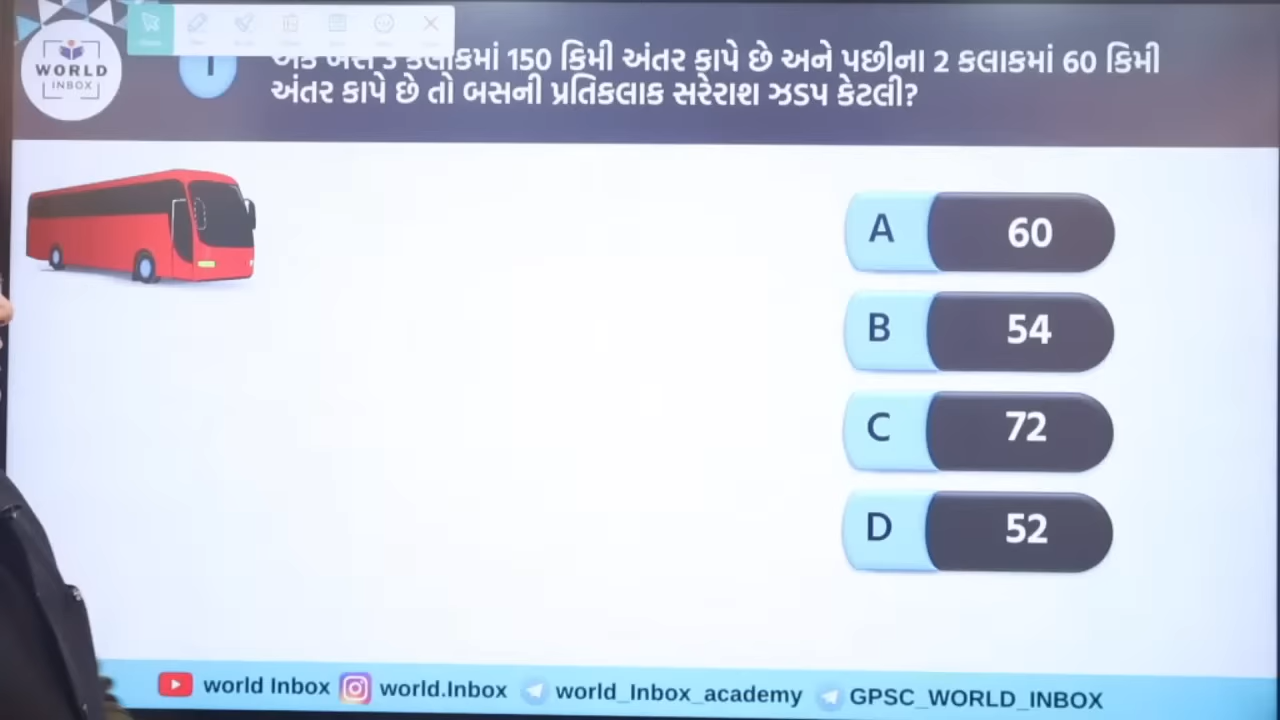 WORLD
INBOX
3 કલાકમાં 150 કિમી અંતર કાપે છે અને પછીના 2 કલાકમાં 60 કિમી
અંતર કાપે છે તો બસની પ્રતિકલાક સરેરાશ ઝડપ કેટલી?
A 60
B 54
C 72
D 52
world Inbox world.Inbox world_Inbox_academy GPSC_WORLD_INBOX